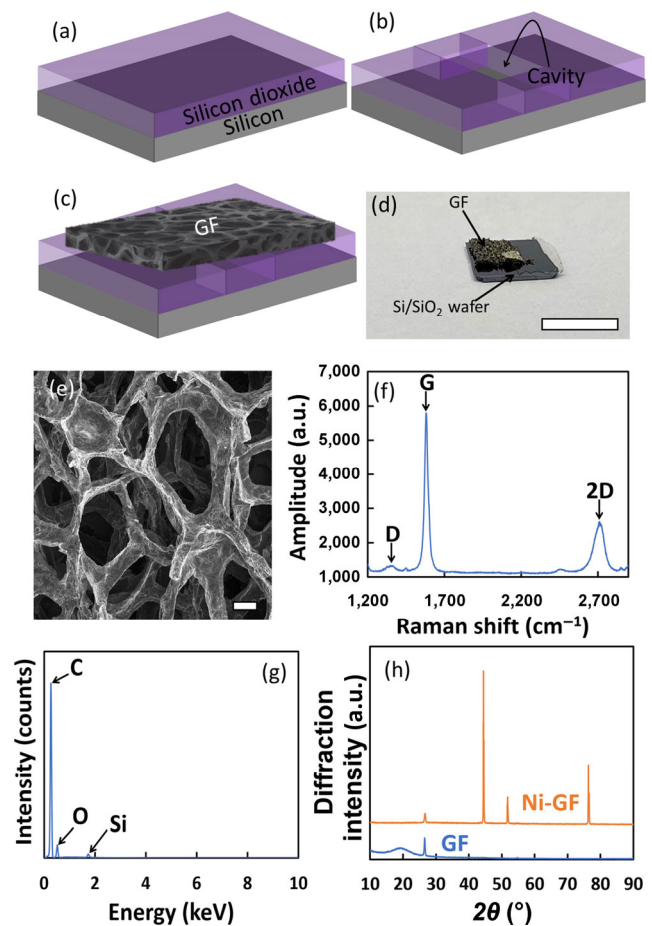 (a)
Silicon dioxide
Silicon
(b)
Cavity
(c)
GF
(d)
GF
Si/SiO₂ wafer
(e)
(f)
Amplitude (a.u.)
7,000
6,000
5,000
4,000
3,000
2,000
1,000
G
D
2D
1,200
1,700
2,200
2,700
Raman shift (cm⁻¹)
(g)
Intensity (counts)
C
O
Si
0
2
4
6
8
10
Energy (keV)
(h)
Diffraction
intensity (a.u.)
Ni-GF
GF
10
20
30
40
50
60
70
80
90
2θ (°)